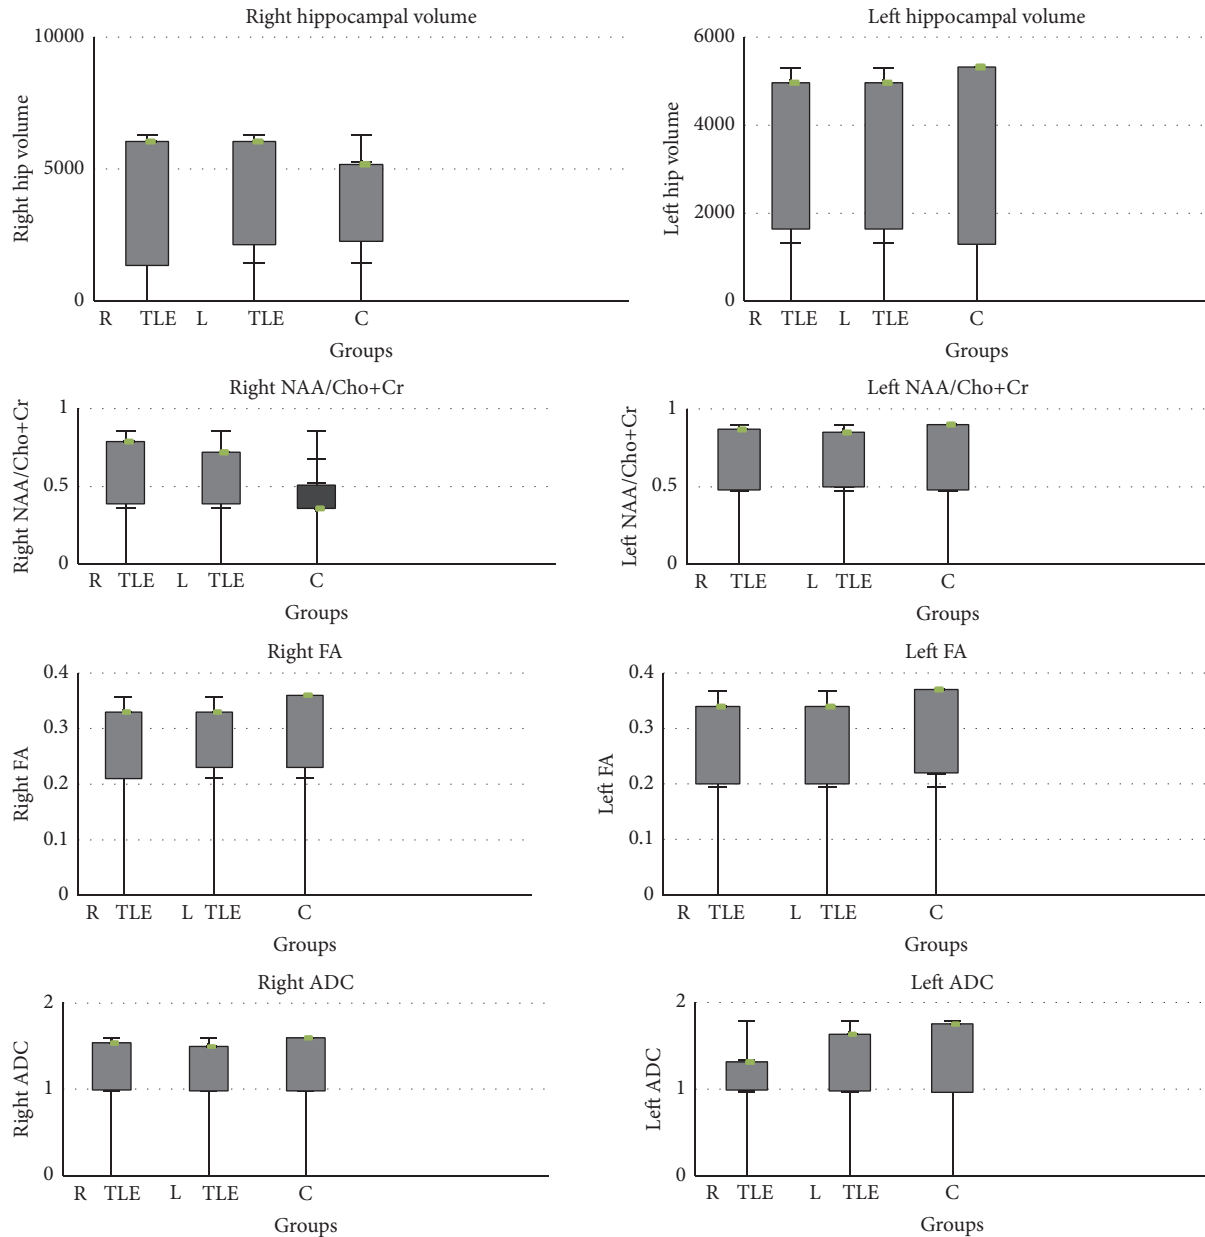 Right hippocampal volume
10000
5000
0
Right hip volume
R TLE L TLE C
Groups
Left hippocampal volume
6000
4000
2000
0
Left hip volume
R TLE L TLE C
Groups
Right NAA/Cho+Cr
1
0.5
0
Right NAA/Cho+Cr
R TLE L TLE C
Groups
Left NAA/Cho+Cr
1
0.5
0
Left NAA/Cho+Cr
R TLE L TLE C
Groups
Right FA
0.4
0.3
0.2
0.1
0
Right FA
R TLE L TLE C
Groups
Left FA
0.4
0.3
0.2
0.1
0
Left FA
R TLE L TLE C
Groups
Right ADC
2
1
0
Right ADC
R TLE L TLE C
Groups
Left ADC
2
1
0
Left ADC
R TLE L TLE C
Groups